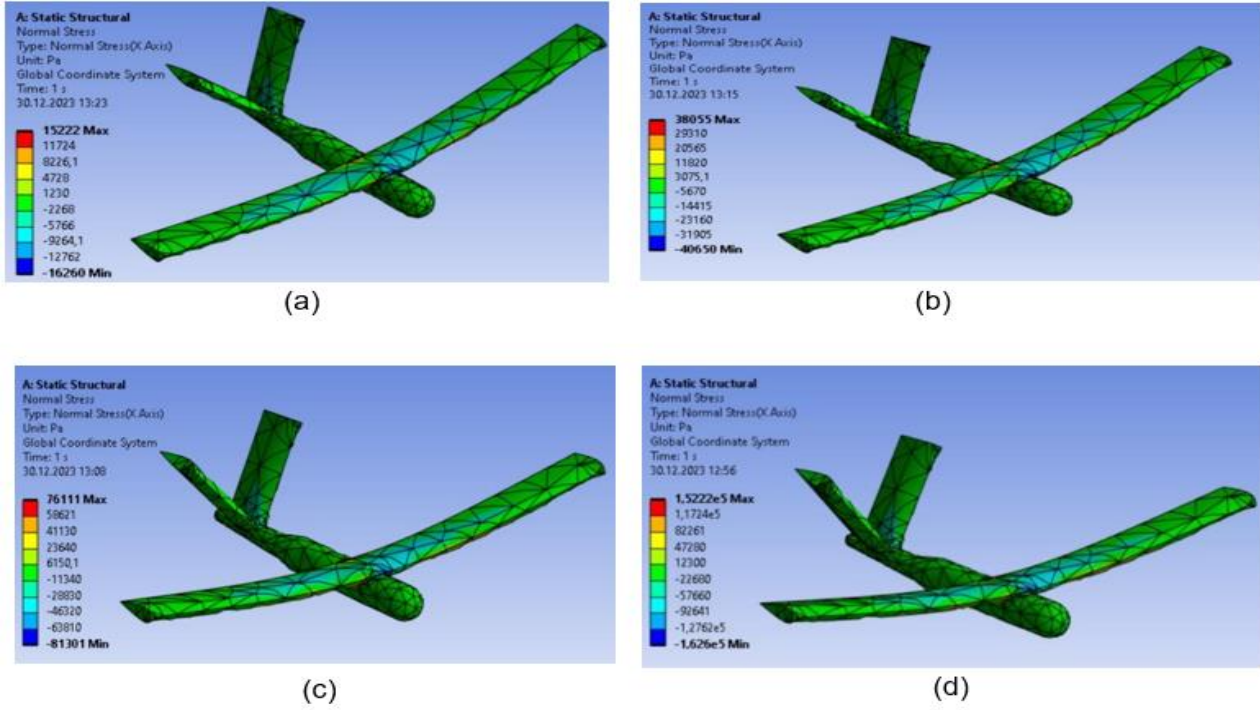 A: Static Structural
Normal Stress
Type: Normal Stress(X Axis)
Unit: Pa
Global Coordinate System
Time: 1 s
30.12.2023 13:23
15222 Max
11724
8226,1
4728
1230
-2268
-5766
-9264,1
-12762
-16260 Min
(a)
A: Static Structural
Normal Stress
Type: Normal Stress(X Axis)
Unit: Pa
Global Coordinate System
Time: 1 s
30.12.2023 13:15
38055 Max
29310
20565
11820
3075,1
-5670
-14415
-23160
-31905
-40650 Min
(b)
A: Static Structural
Normal Stress
Type: Normal Stress(X Axis)
Unit: Pa
Global Coordinate System
Time: 1 s
30.12.2023 13:08
76111 Max
58621
41130
23640
6150,1
-11340
-28830
-46320
-63810
-81301 Min
(c)
A: Static Structural
Normal Stress
Type: Normal Stress(X Axis)
Unit: Pa
Global Coordinate System
Time: 1 s
30.12.2023 12:56
1,5222e5 Max
1,1724e5
82261
47280
12300
-22680
-57660
-92641
-1,2762e5
-1,626e5 Min
(d)